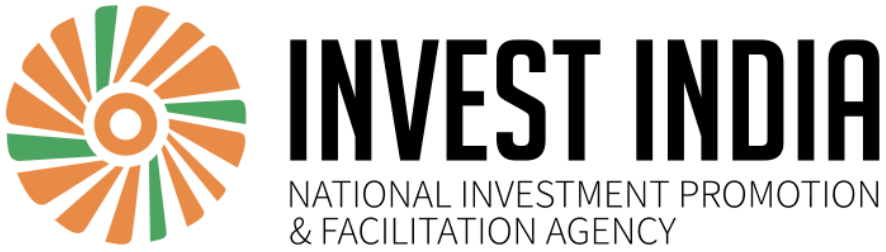 INVEST INDIA
NATIONAL INVESTMENT PROMOTION
& FACILITATION AGENCY